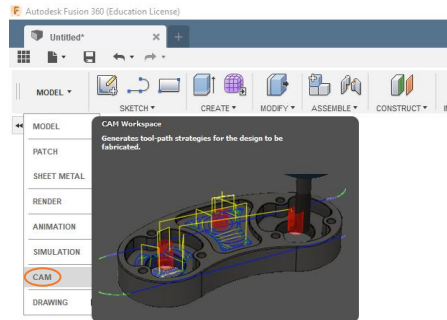 F Autodesk Fusion 360 (Education License)
Untitled* × +
MODEL ▾
SKETCH ▾ CREATE ▾ MODIFY ▾ ASSEMBLE ▾ CONSTRUCT ▾
MODEL
PATCH
SHEET METAL
RENDER
ANIMATION
SIMULATION
CAM
DRAWING
CAM Workspace
Generates tool-path strategies for the design to be
fabricated.